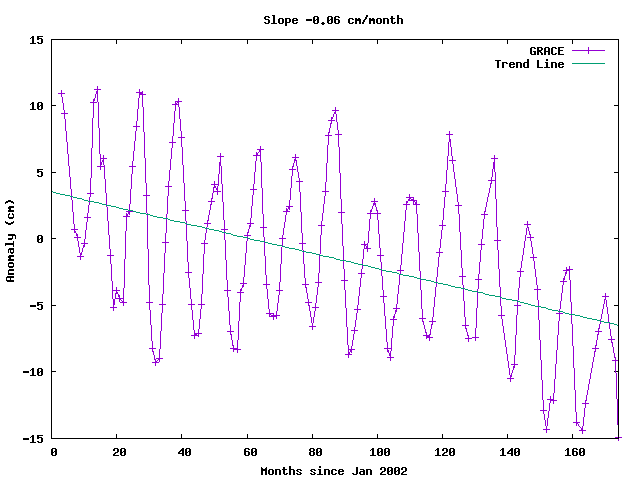 Slope -0.06 cm/month
GRACE
Trend Line
15
10
5
0
-5
-10
-15
Anomaly (cm)
0 20 40 60 80 100 120 140 160
Months since Jan 2002